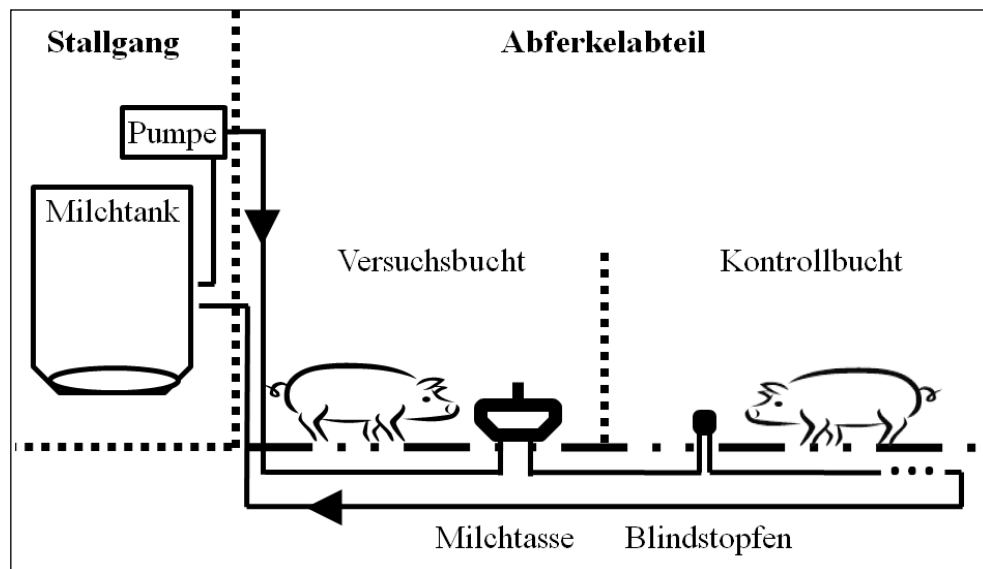 Stallgang
Abferkelabteil
Pumpe
Milchtank
Versuchsbucht
Kontrollbucht
Milchtasse
Blindstopfen